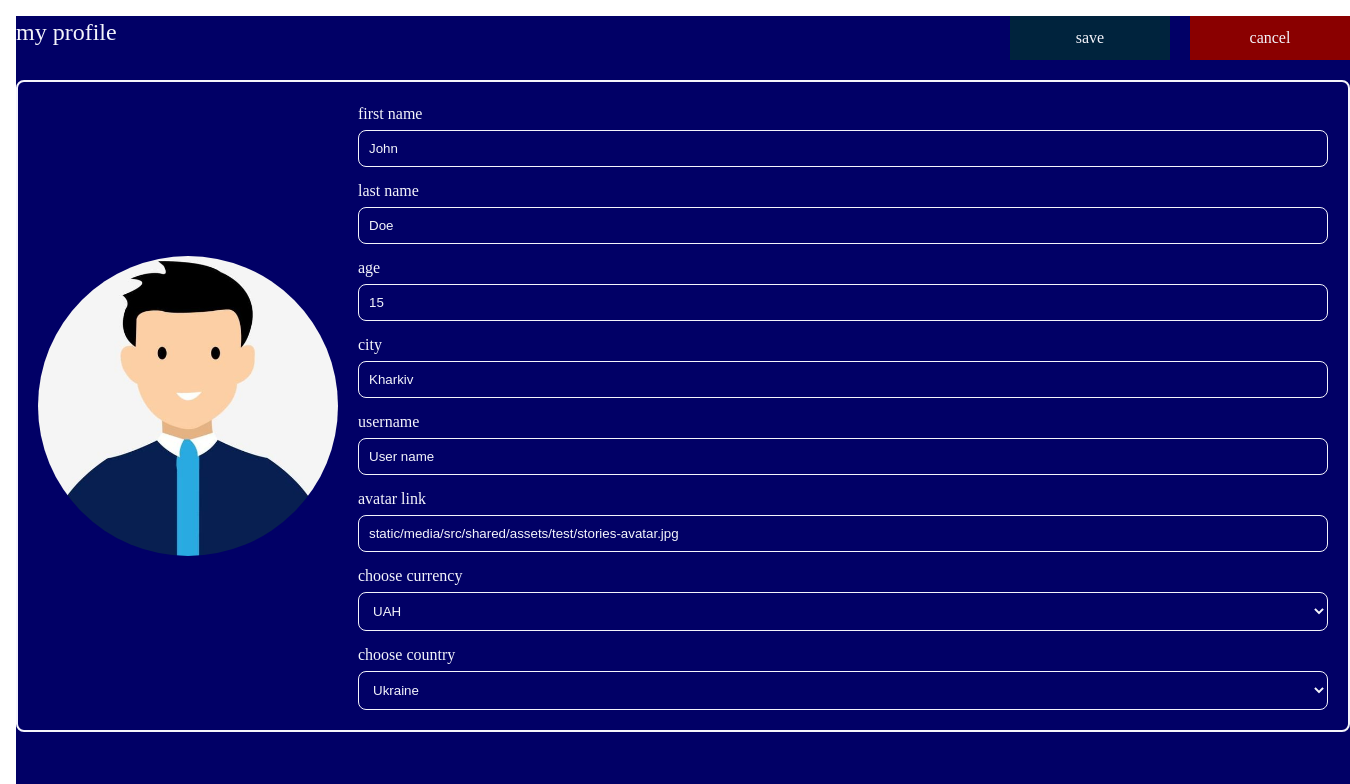 my profile
save
cancel
first name
John
last name
Doe
age
15
city
Kharkiv
username
User name
avatar link
static/media/src/shared/assets/test/stories-avatar.jpg
choose currency
UAH
choose country
Ukraine